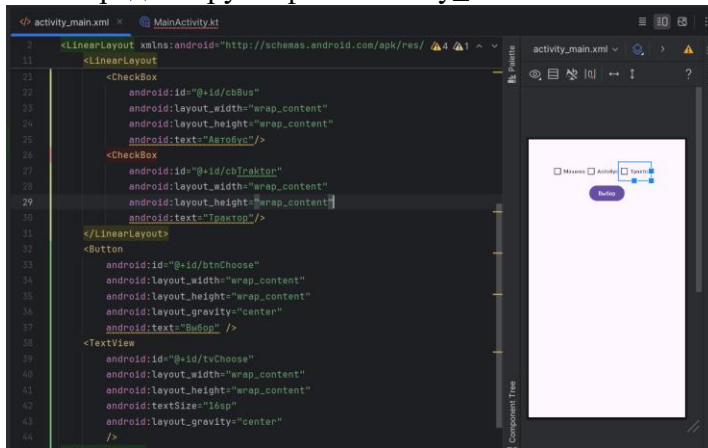 activity_main.xml
MainActivity.kt
activity_main.xml
2 <LinearLayout xmlns:android="http://schemas.android.com/apk/res/ 4 1
11 <LinearLayout
21 <CheckBox
22 android:id="@+id/cbBus"
23 android:layout_width="wrap_content"
24 android:layout_height="wrap_content"
25 android:text="Автобус"/>
26 <CheckBox
27 android:id="@+id/cbTraktor"
28 android:layout_width="wrap_content"
29 android:layout_height="wrap_content"
30 android:text="Трактор"/>
31 </LinearLayout>
32 <Button
33 android:id="@+id/btnChoose"
34 android:layout_width="wrap_content"
35 android:layout_height="wrap_content"
36 android:layout_gravity="center"
37 android:text="Выбор" />
38 <TextView
39 android:id="@+id/tvChoose"
40 android:layout_width="wrap_content"
41 android:layout_height="wrap_content"
42 android:textSize="16sp"
43 android:layout_gravity="center"
44 />
Palette
Component Tree
Машина Автобус Трактор
Выбор